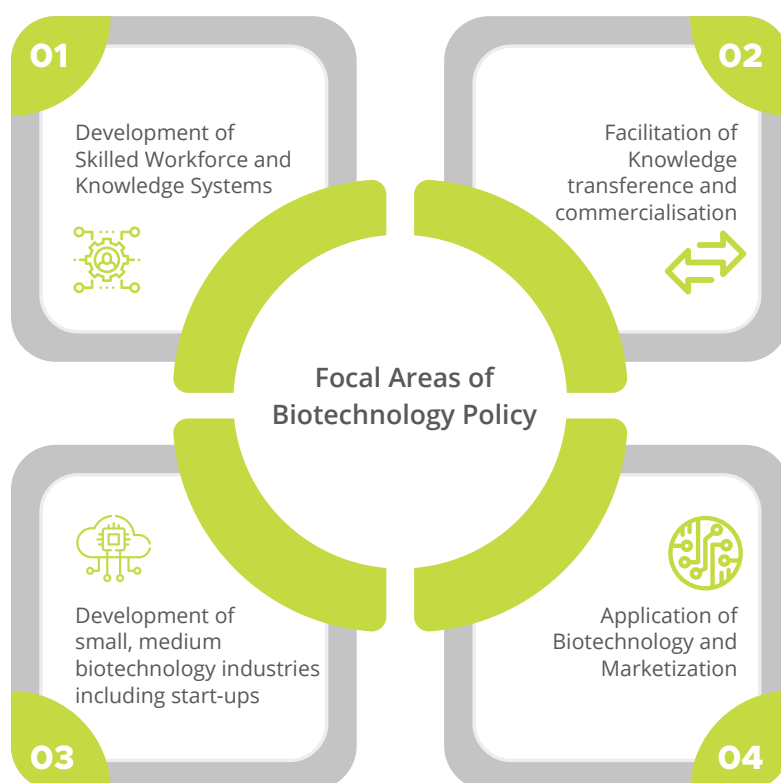 01
Development of
Skilled Workforce and
Knowledge Systems
02
Facilitation of
Knowledge
transference and
commercialisation
Focal Areas of
Biotechnology Policy
Development of
small, medium
biotechnology industries
including start-ups
03
Application of
Biotechnology and
Marketization
04